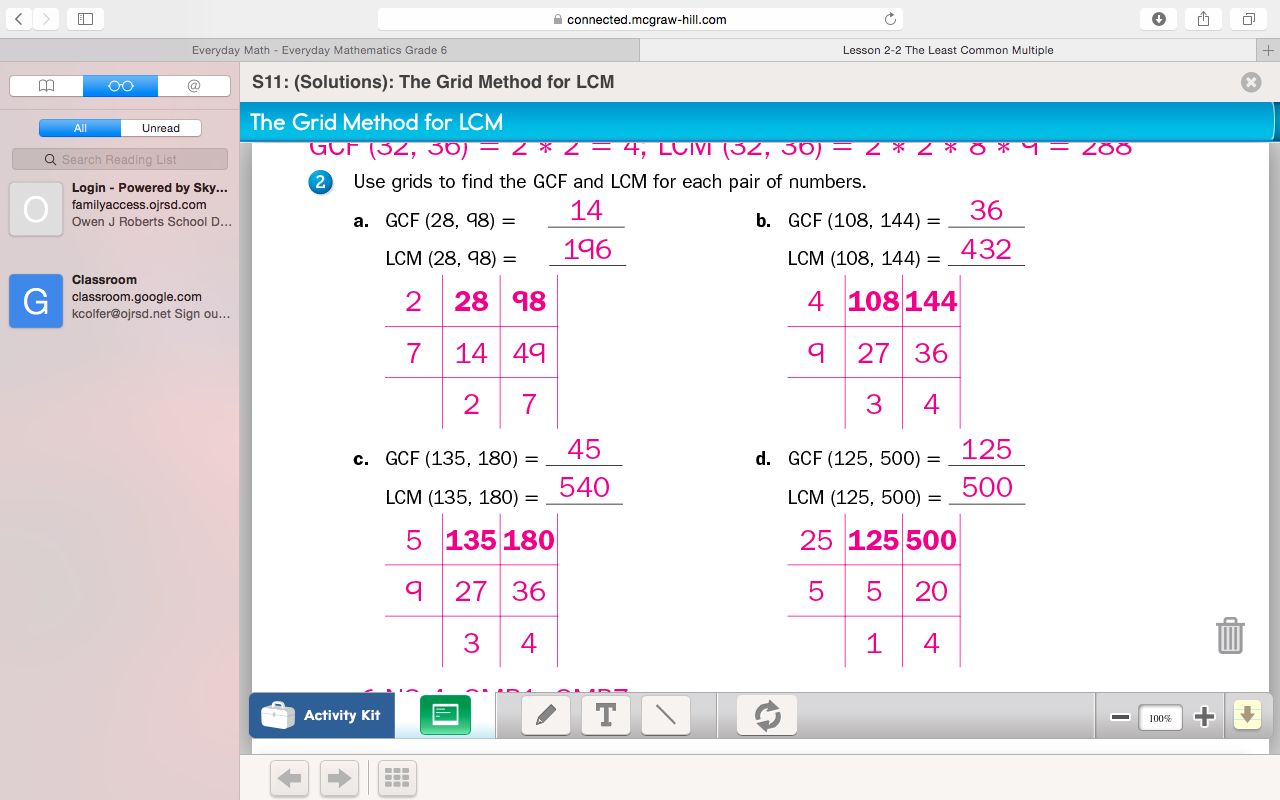 connected.mcgraw-hill.com
Everyday Math - Everyday Mathematics Grade 6
Lesson 2-2 The Least Common Multiple
@
All Unread
Search Reading List
O
Login - Powered by Sky...
familyaccess.ojrsd.com
Owen J Roberts School D...
G
Classroom
classroom.google.com
kcolfer@ojrsd.net Sign ou...
S11: (Solutions): The Grid Method for LCM
The Grid Method for LCM
GCF (32, 36) = 2 * 2 = 4; LCM (32, 36) = 2 * 2 * 8 * 9 = 288
2 Use grids to find the GCF and LCM for each pair of numbers.
a. GCF (28, 98) = 14
LCM (28, 98) = 196
2 28 98
7 14 49
2 7
b. GCF (108, 144) = 36
LCM (108, 144) = 432
4 108 144
9 27 36
3 4
c. GCF (135, 180) = 45
LCM (135, 180) = 540
5 135 180
9 27 36
3 4
d. GCF (125, 500) = 125
LCM (125, 500) = 500
25 125 500
5 5 20
1 4
Activity Kit
T
100%